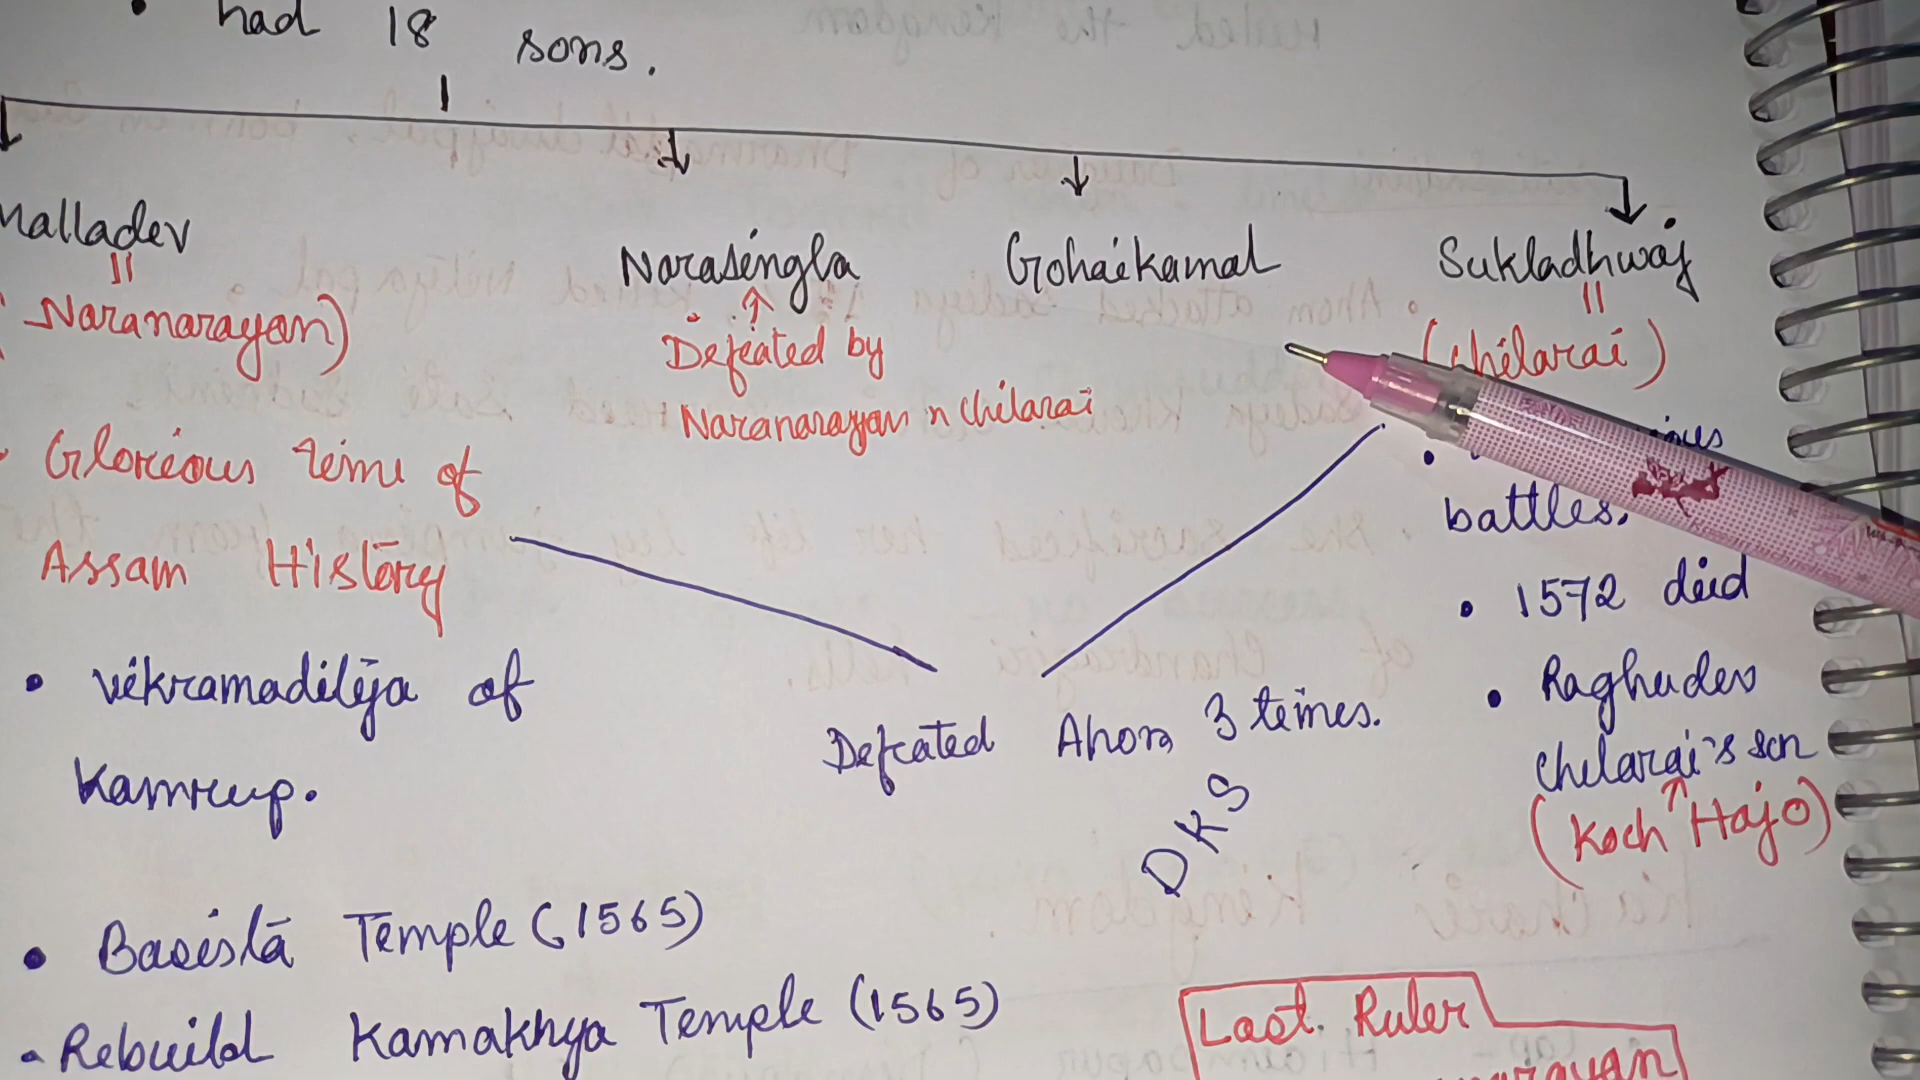 had 18 sons.
Malladev
(Naranarayan)
Glorious time of
Assam History
Vikramaditya of
Kamrup.
Basista Temple (1565)
Rebuild Kamakhya Temple (1565)
Narasingha
Defeated by
Naranarayan n Chilarai
Gohaikamal
Sukladhwaj
(Chilarai)
battles.
1572 died
Raghudev
Chilarai's son
(Koch Hajo)
Defeated Ahom 3 times.
DKS
Last Ruler